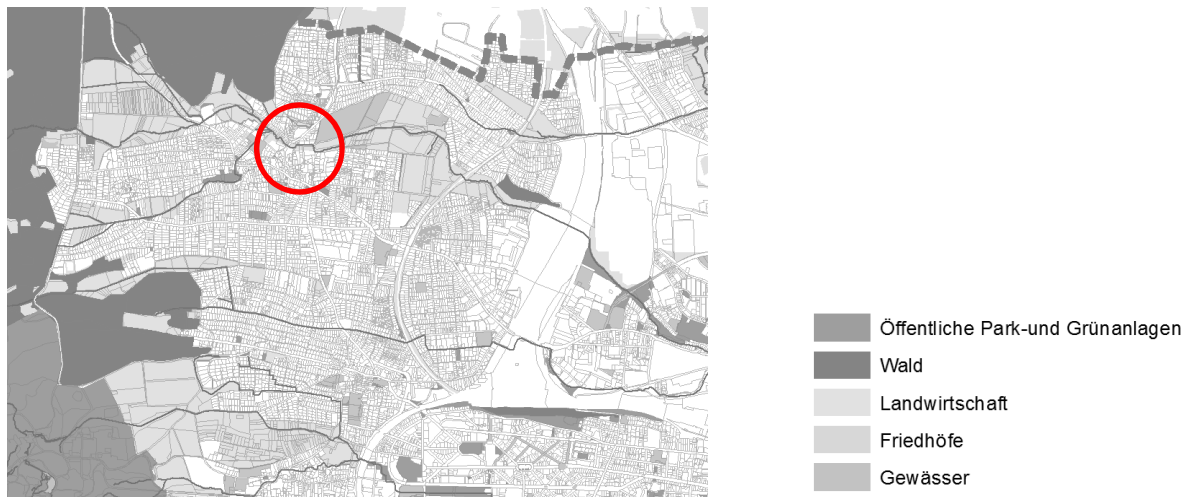 Öffentliche Park-und Grünanlagen
Wald
Landwirtschaft
Friedhöfe
Gewässer